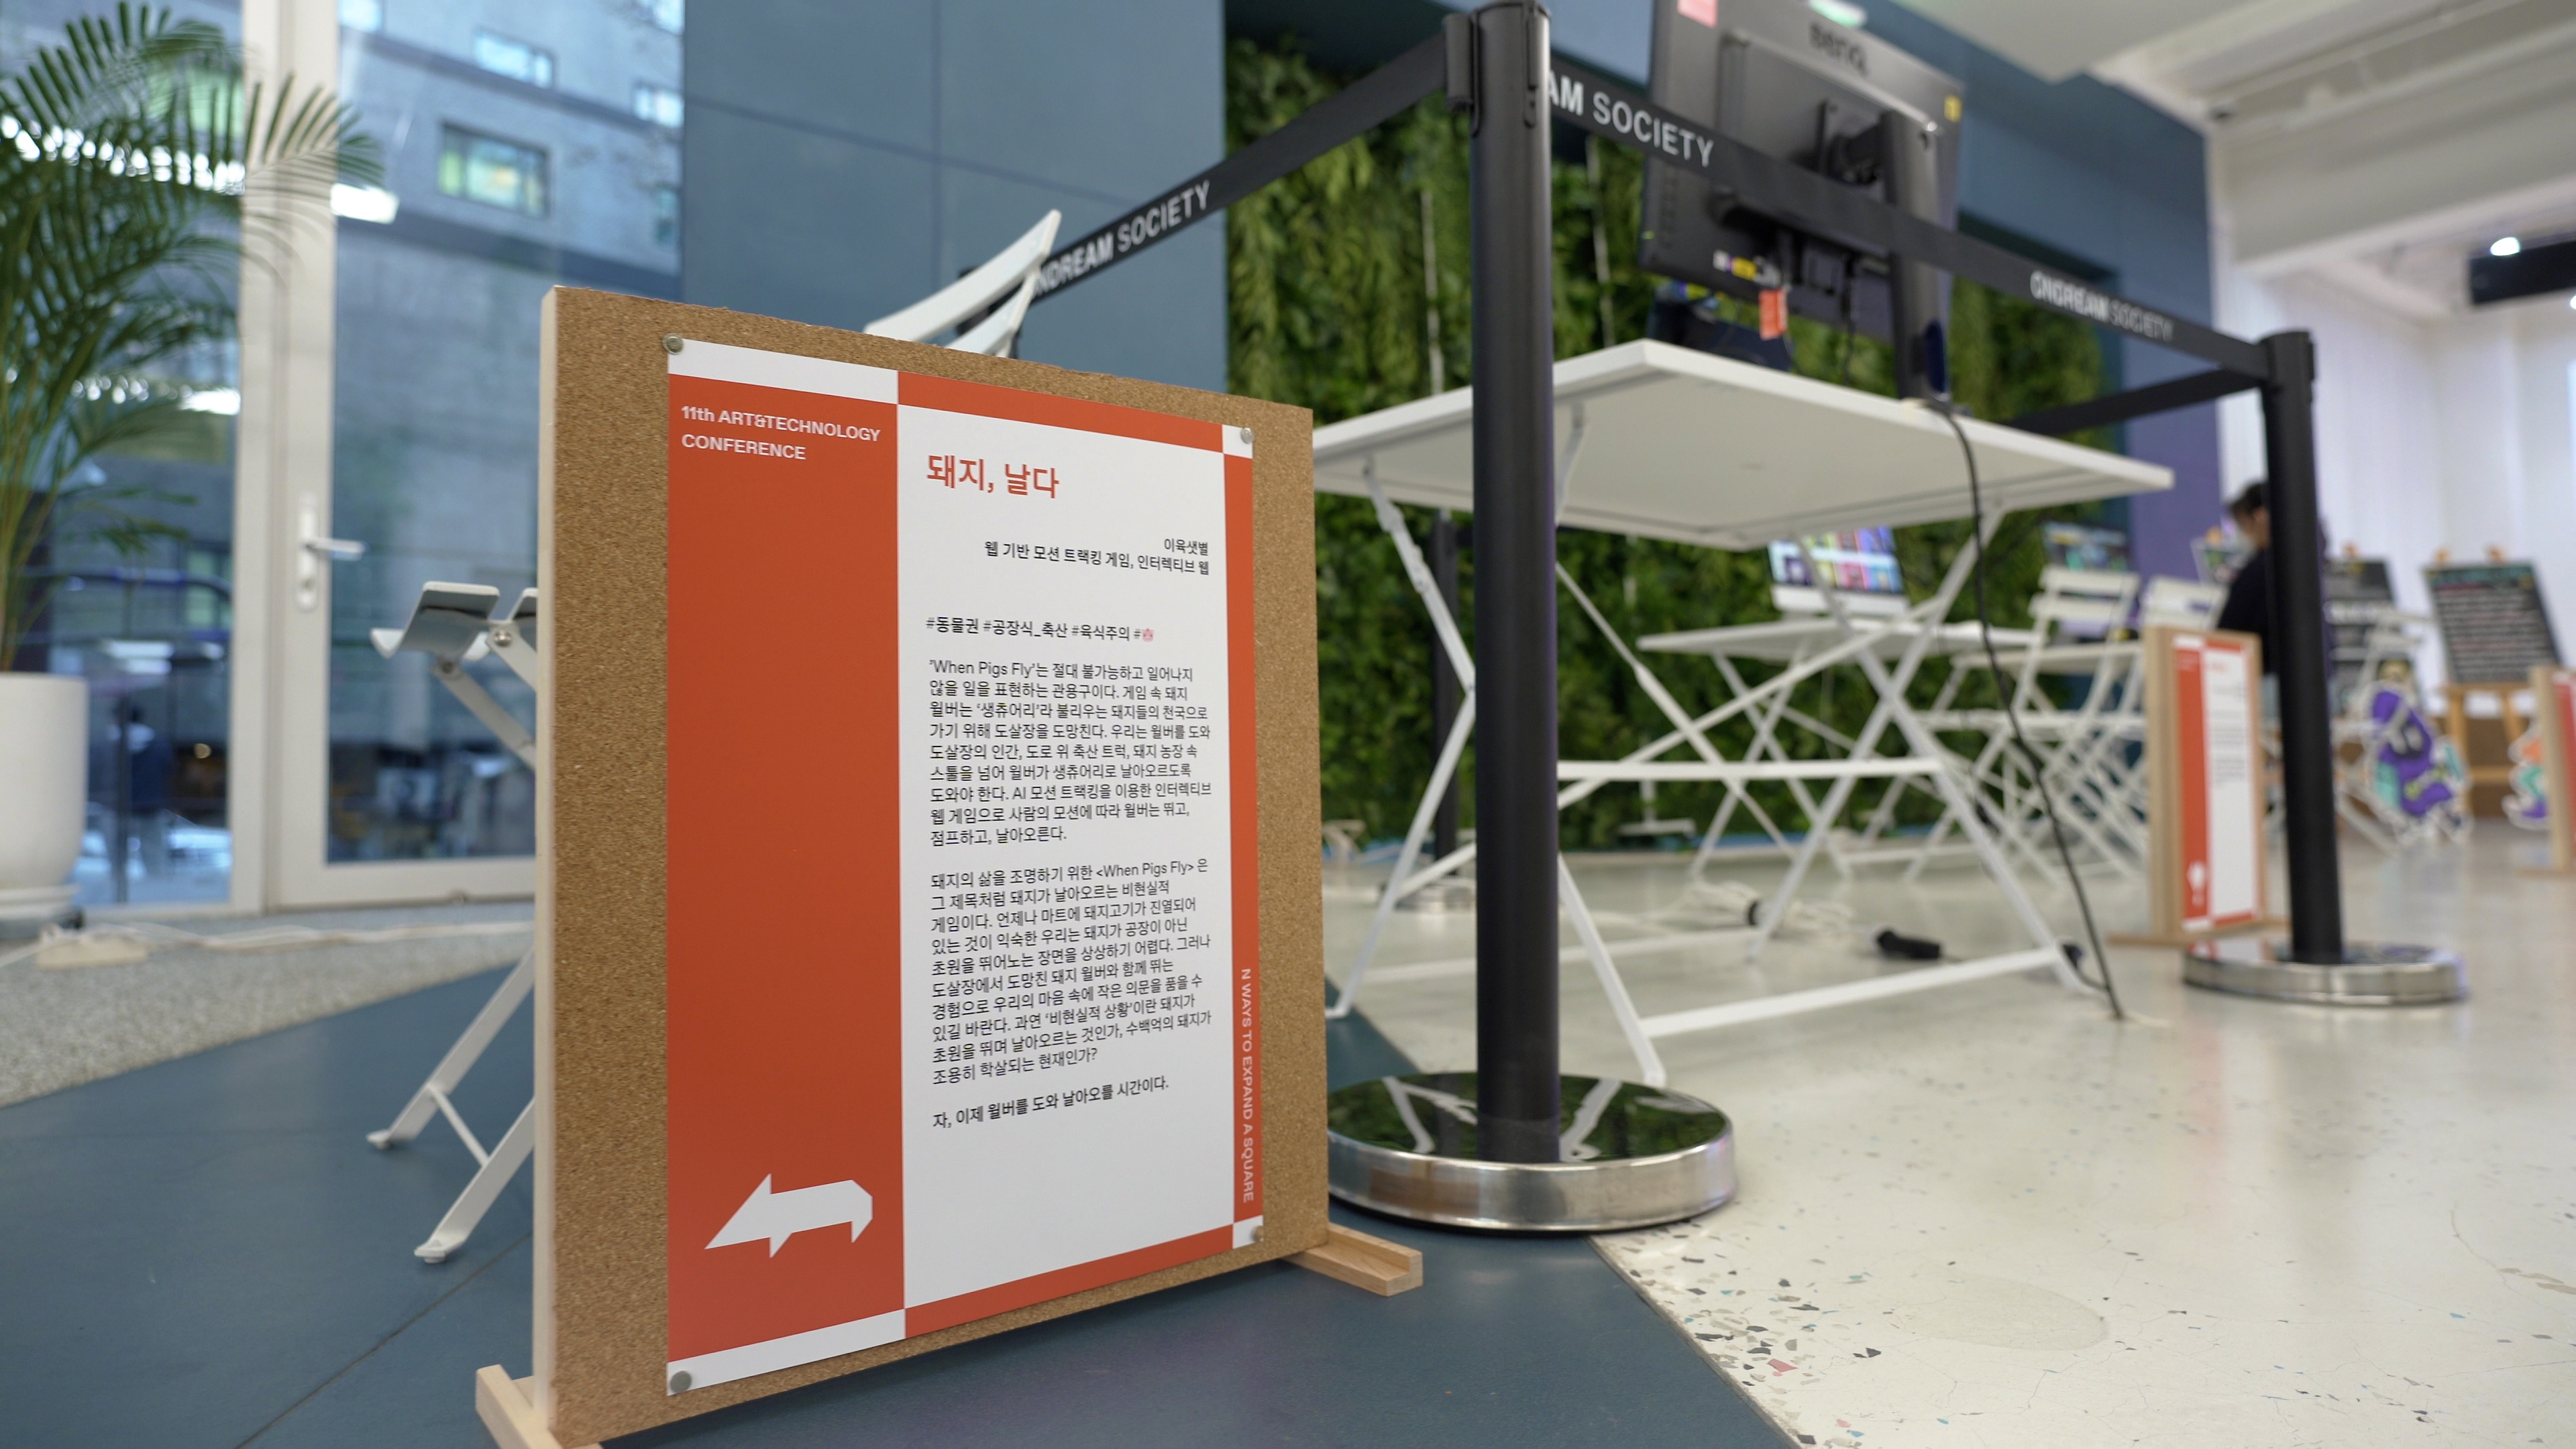 11th ART&TECHNOLOGY
CONFERENCE
돼지, 날다
이육샛별
웹 기반 모션 트랙킹 게임, 인터렉티브 웹
#동물권 #공장식_축산 #육식주의 #🐷
'When Pigs Fly'는 절대 불가능하고 일어나지
않을 일을 표현하는 관용구이다. 게임 속 돼지
윌버는 '생츄어리'라 불리우는 돼지들의 천국으로
가기 위해 도살장을 도망친다. 우리는 윌버를 도와
도살장의 인간, 도로 위 축산 트럭, 돼지 농장 속
스톨을 넘어 윌버가 생츄어리로 날아오르도록
도와야 한다. AI 모션 트랙킹을 이용한 인터렉티브
웹 게임으로 사람의 모션에 따라 윌버는 뛰고,
점프하고, 날아오른다.
돼지의 삶을 조명하기 위한 <When Pigs Fly> 은
그 제목처럼 돼지가 날아오르는 비현실적
게임이다. 언제나 마트에 돼지고기가 진열되어
있는 것이 익숙한 우리는 돼지가 공장이 아닌
초원을 뛰어노는 장면을 상상하기 어렵다. 그러나
도살장에서 도망친 돼지 윌버와 함께 뛰는
경험으로 우리의 마음 속에 작은 의문을 품을 수
있길 바란다. 과연 '비현실적 상황'이란 돼지가
초원을 뛰며 날아오르는 것인가, 수백억의 돼지가
조용히 학살되는 현재인가?
자, 이제 윌버를 도와 날아오를 시간이다.
N WAYS TO EXPAND A SQUARE
NDREAM SOCIETY
AM SOCIETY
ONDREAM SOCIETY
BenQ